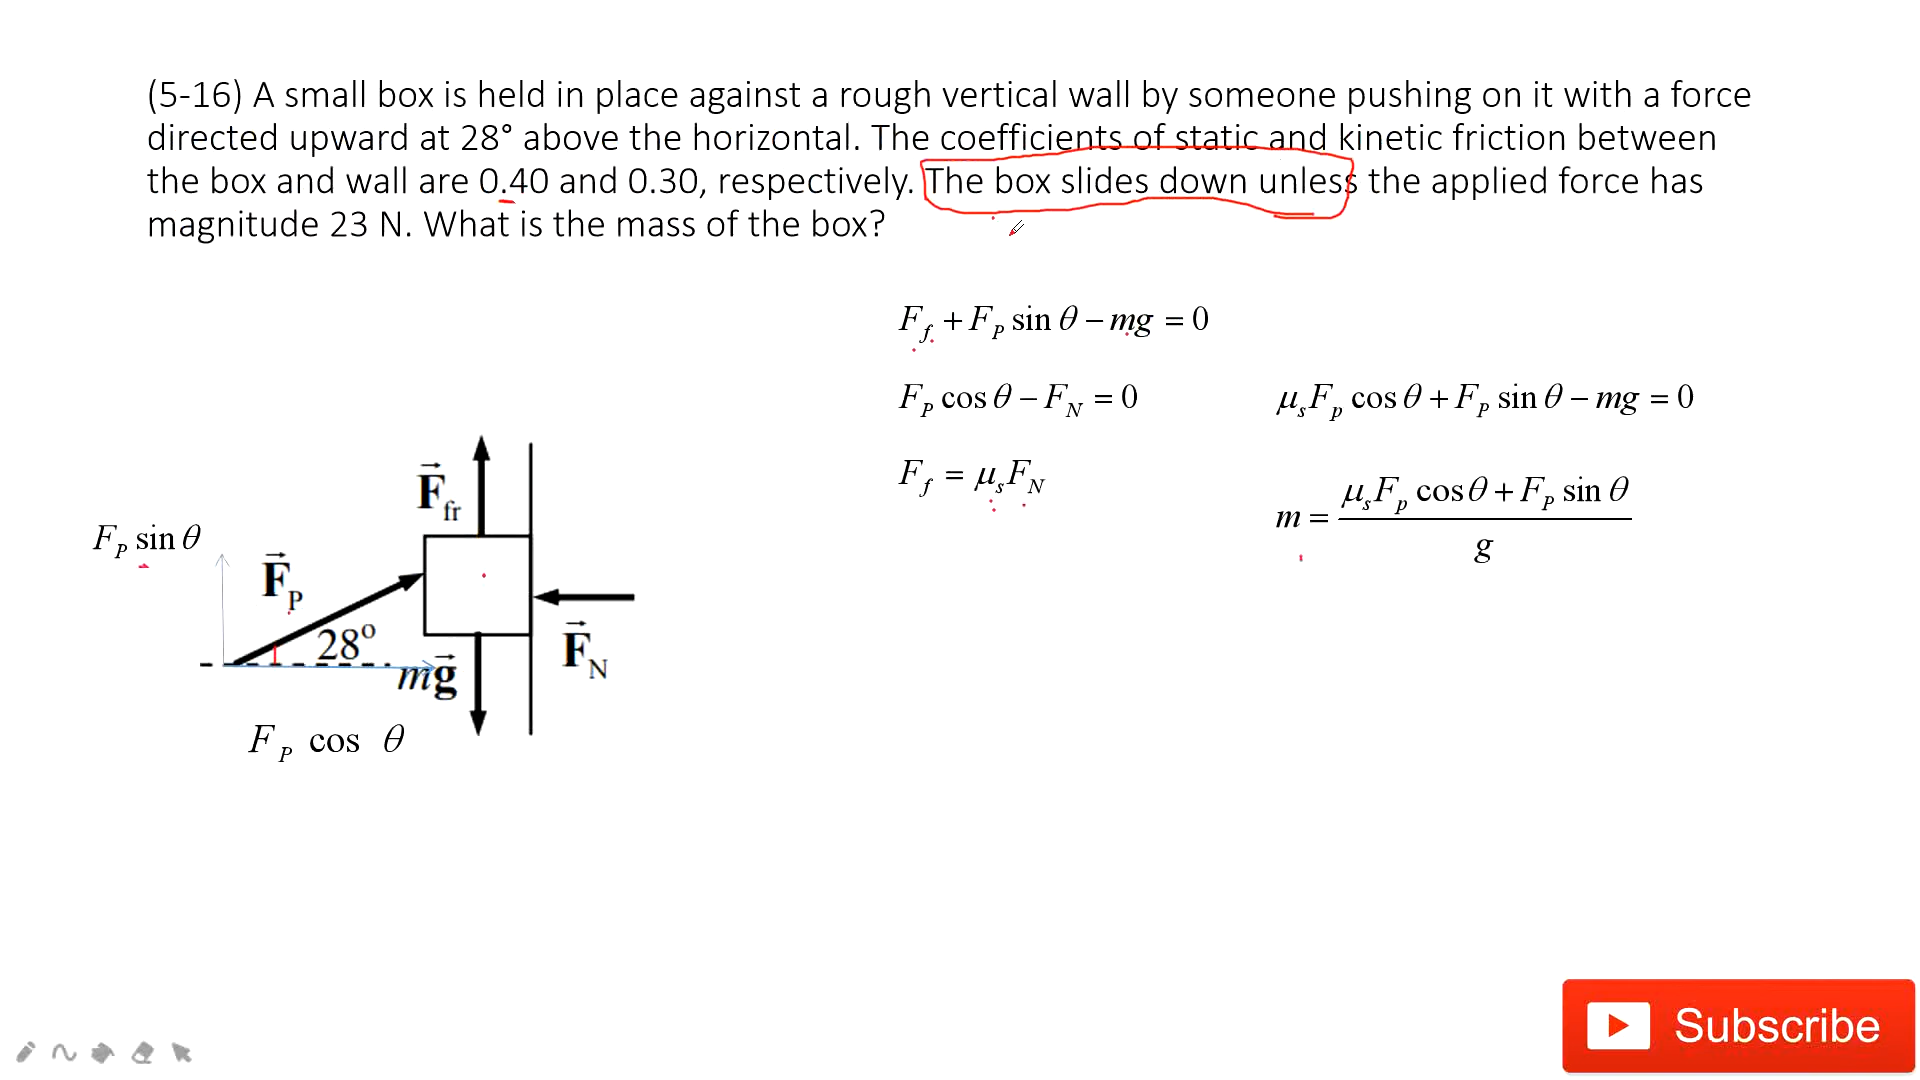 (5-16) A small box is held in place against a rough vertical wall by someone pushing on it with a force
directed upward at 28° above the horizontal. The coefficients of static and kinetic friction between
the box and wall are 0.40 and 0.30, respectively. The box slides down unless the applied force has
magnitude 23 N. What is the mass of the box?
F_f + F_P sin θ − mg = 0
F_P cos θ − F_N = 0
μ_s F_p cos θ + F_P sin θ − mg = 0
F_f = μ_s F_N
m = (μ_s F_p cos θ + F_P sin θ) / g
F⃗_fr
F_P sin θ
F⃗_P
28°
mg⃗
F⃗_N
F_P cos θ
Subscribe